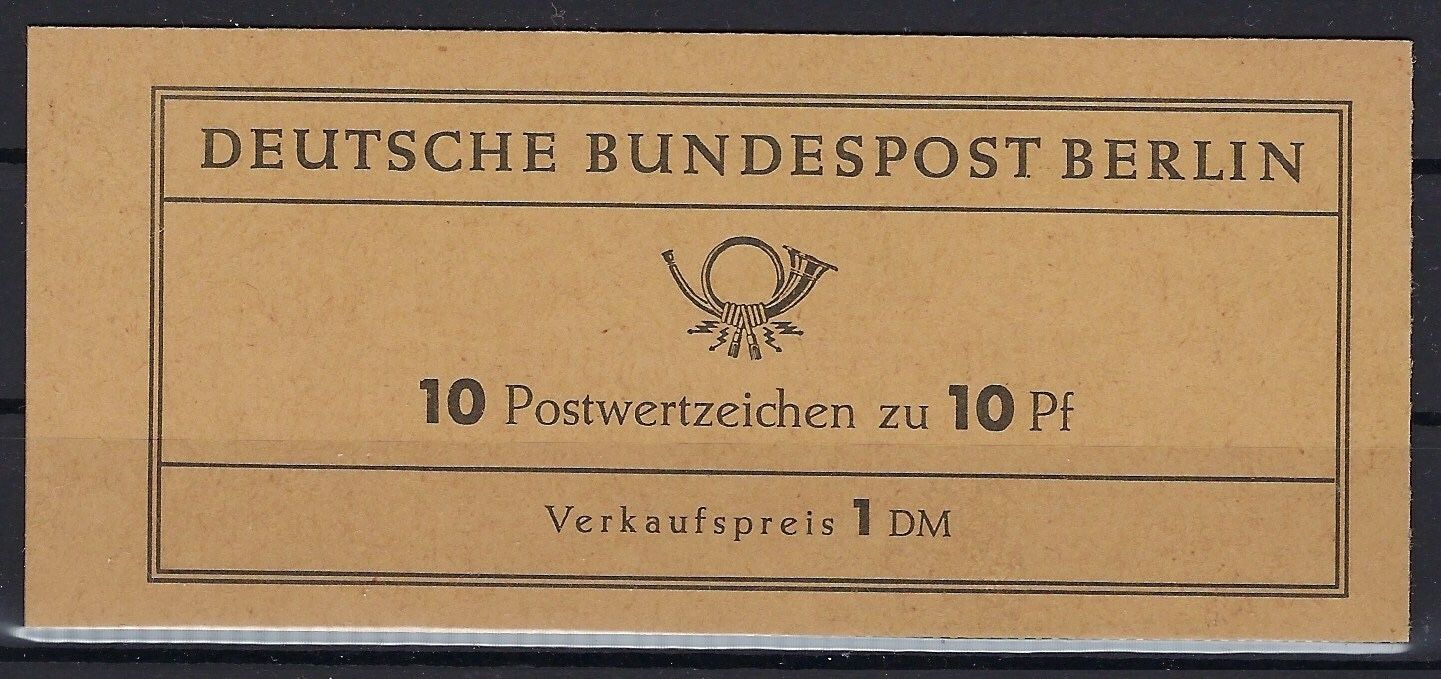 DEUTSCHE BUNDESPOST BERLIN
10 Postwertzeichen zu 10 Pf
Verkaufspreis 1 DM